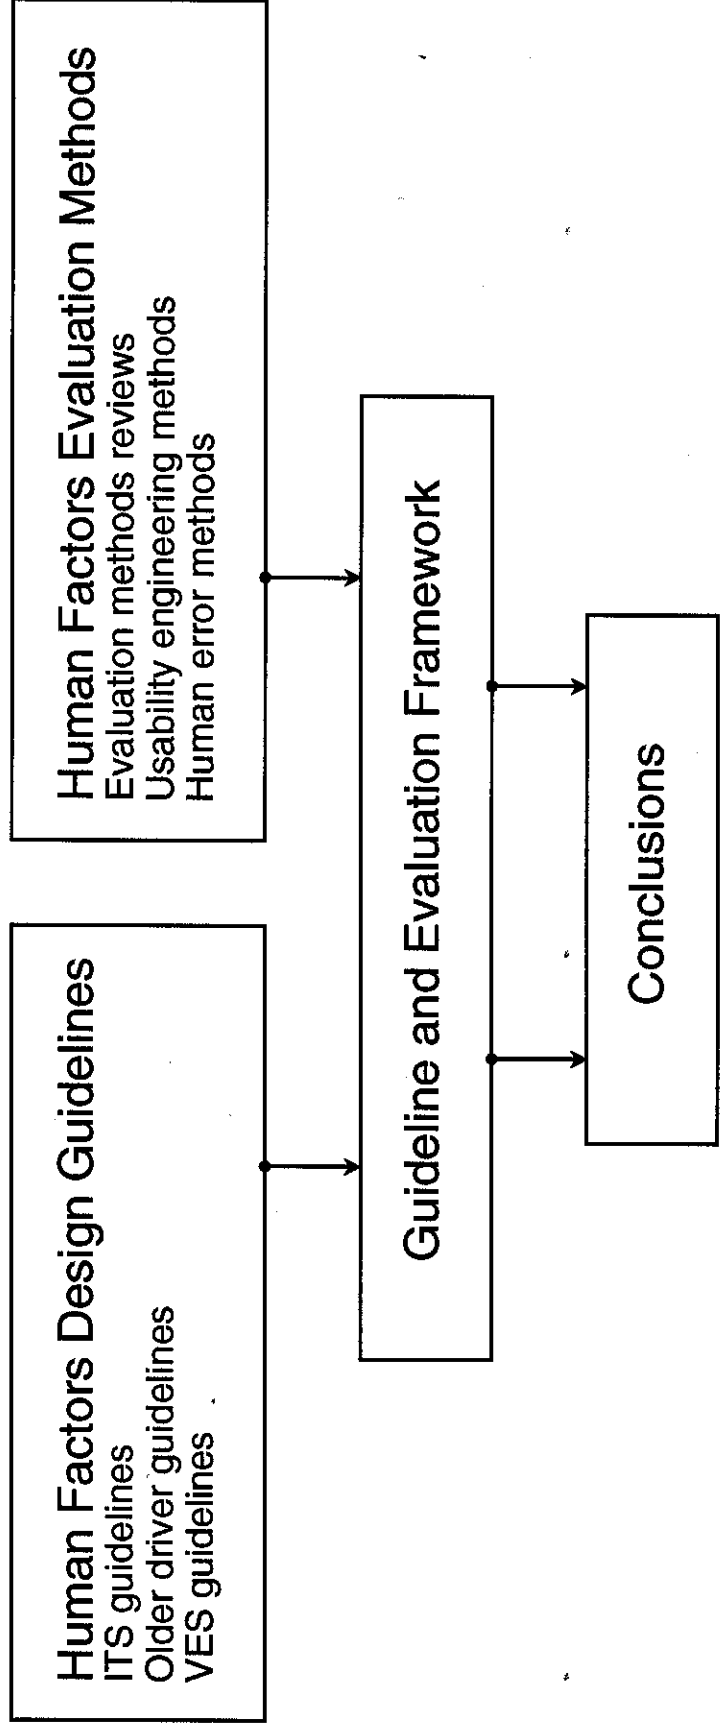 Human Factors Design Guidelines
ITS guidelines
Older driver guidelines
VES guidelines
Human Factors Evaluation Methods
Evaluation methods reviews
Usability engineering methods
Human error methods
Guideline and Evaluation Framework
Conclusions